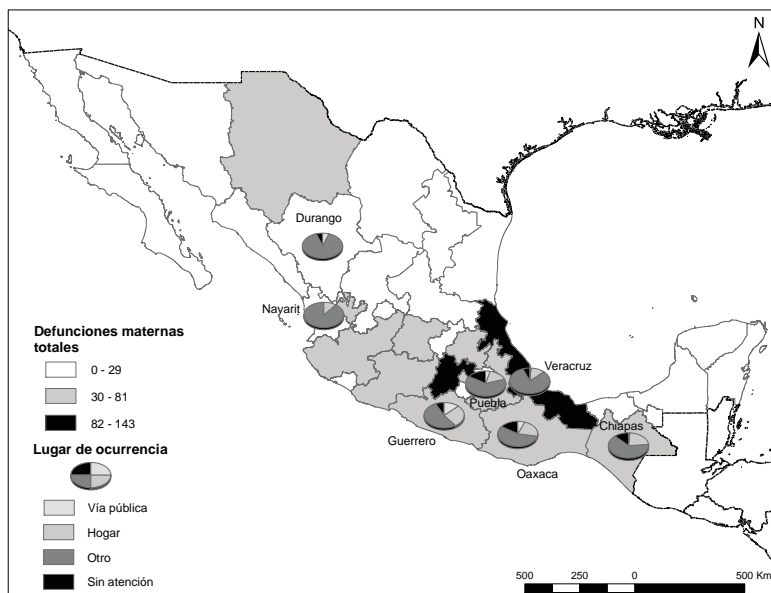 N
Durango
Nayarit
Defunciones maternas
totales
0 - 29
30 - 81
82 - 143
Veracruz
Puebla
Guerrero
Chiapas
Oaxaca
Lugar de ocurrencia
Vía pública
Hogar
Otro
Sin atención
500 250 0 500 Km